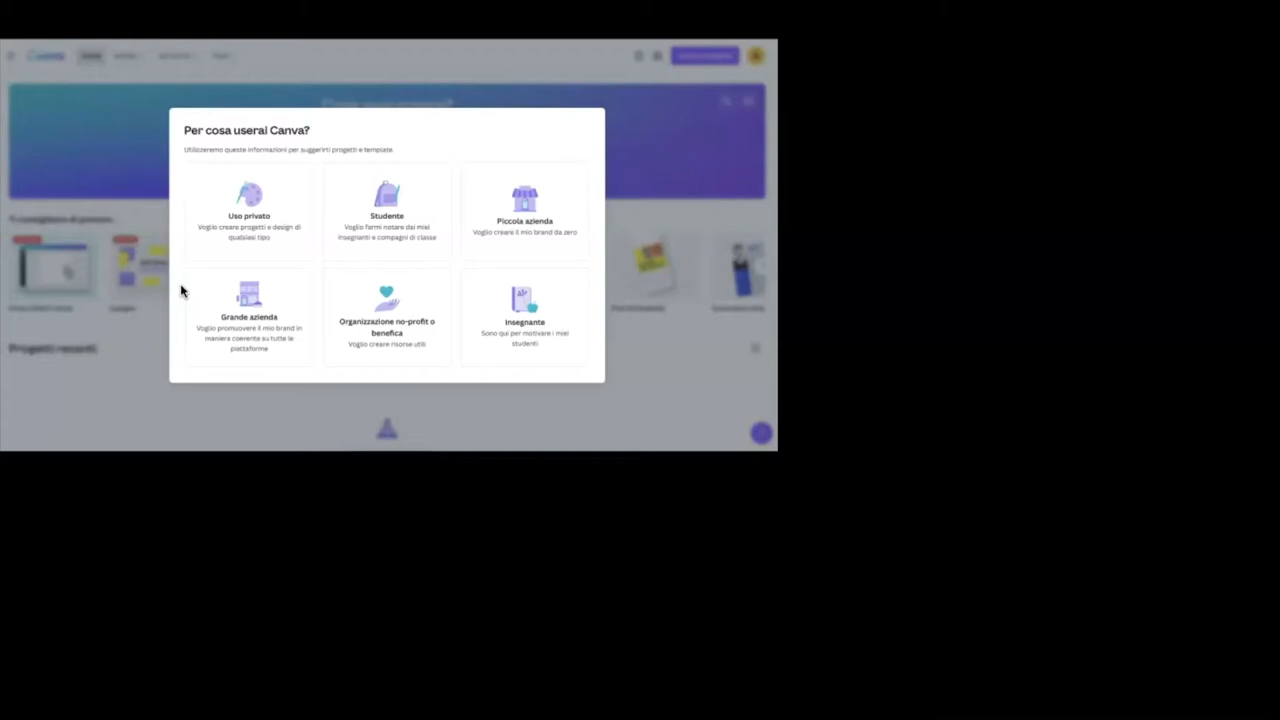 Canva
Per cosa userai Canva?
Utilizzeremo queste informazioni per suggerirti progetti e template.
Uso privato
Voglio creare progetti e design di
qualsiasi tipo
Studente
Voglio farmi notare dai miei
insegnanti e compagni di classe
Piccola azienda
Voglio creare il mio brand da zero
Grande azienda
Voglio promuovere il mio brand in
maniera coerente su tutte le
piattaforme
Organizzazione no-profit o
benefica
Voglio creare risorse utili
Insegnante
Sono qui per motivare i miei
studenti
Progetti recenti